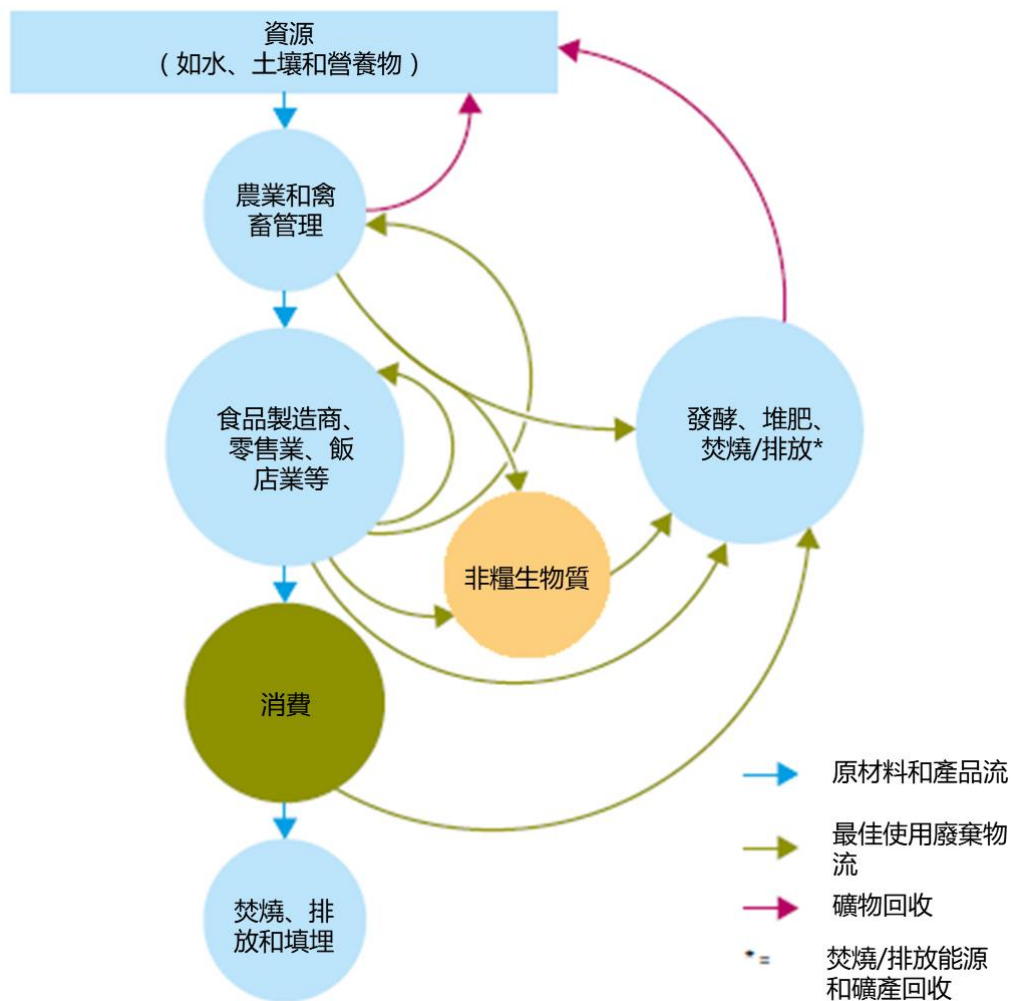 資源
（如水、土壤和營養物）
農業和禽
畜管理
食品製造商、
零售業、飯
店業等
發酵、堆肥、
焚燒/排放*
非糧生物質
消費
焚燒、排
放和填埋
原材料和產品流
最佳使用廢棄物
流
礦物回收
*= 焚燒/排放能源
和礦產回收